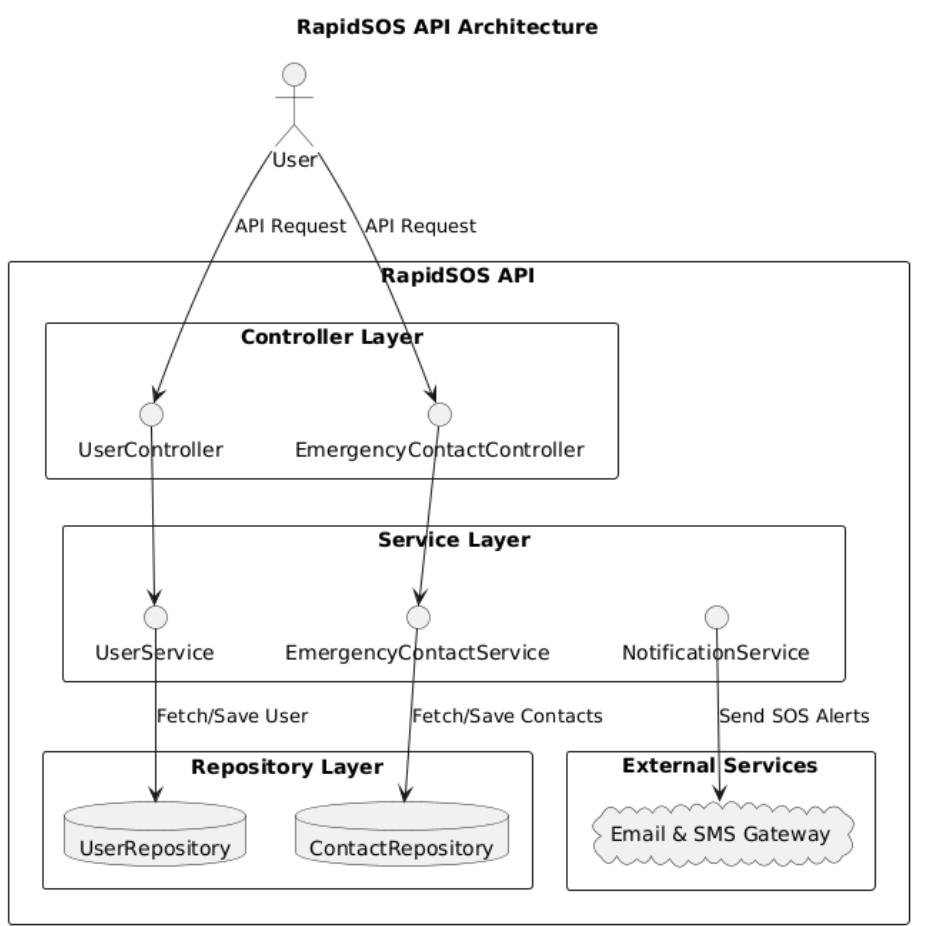 RapidSOS API Architecture
User
API Request
API Request
RapidSOS API
Controller Layer
UserController
EmergencyContactController
Service Layer
UserService
EmergencyContactService
NotificationService
Fetch/Save User
Fetch/Save Contacts
Send SOS Alerts
Repository Layer
External Services
UserRepository
ContactRepository
Email & SMS Gateway